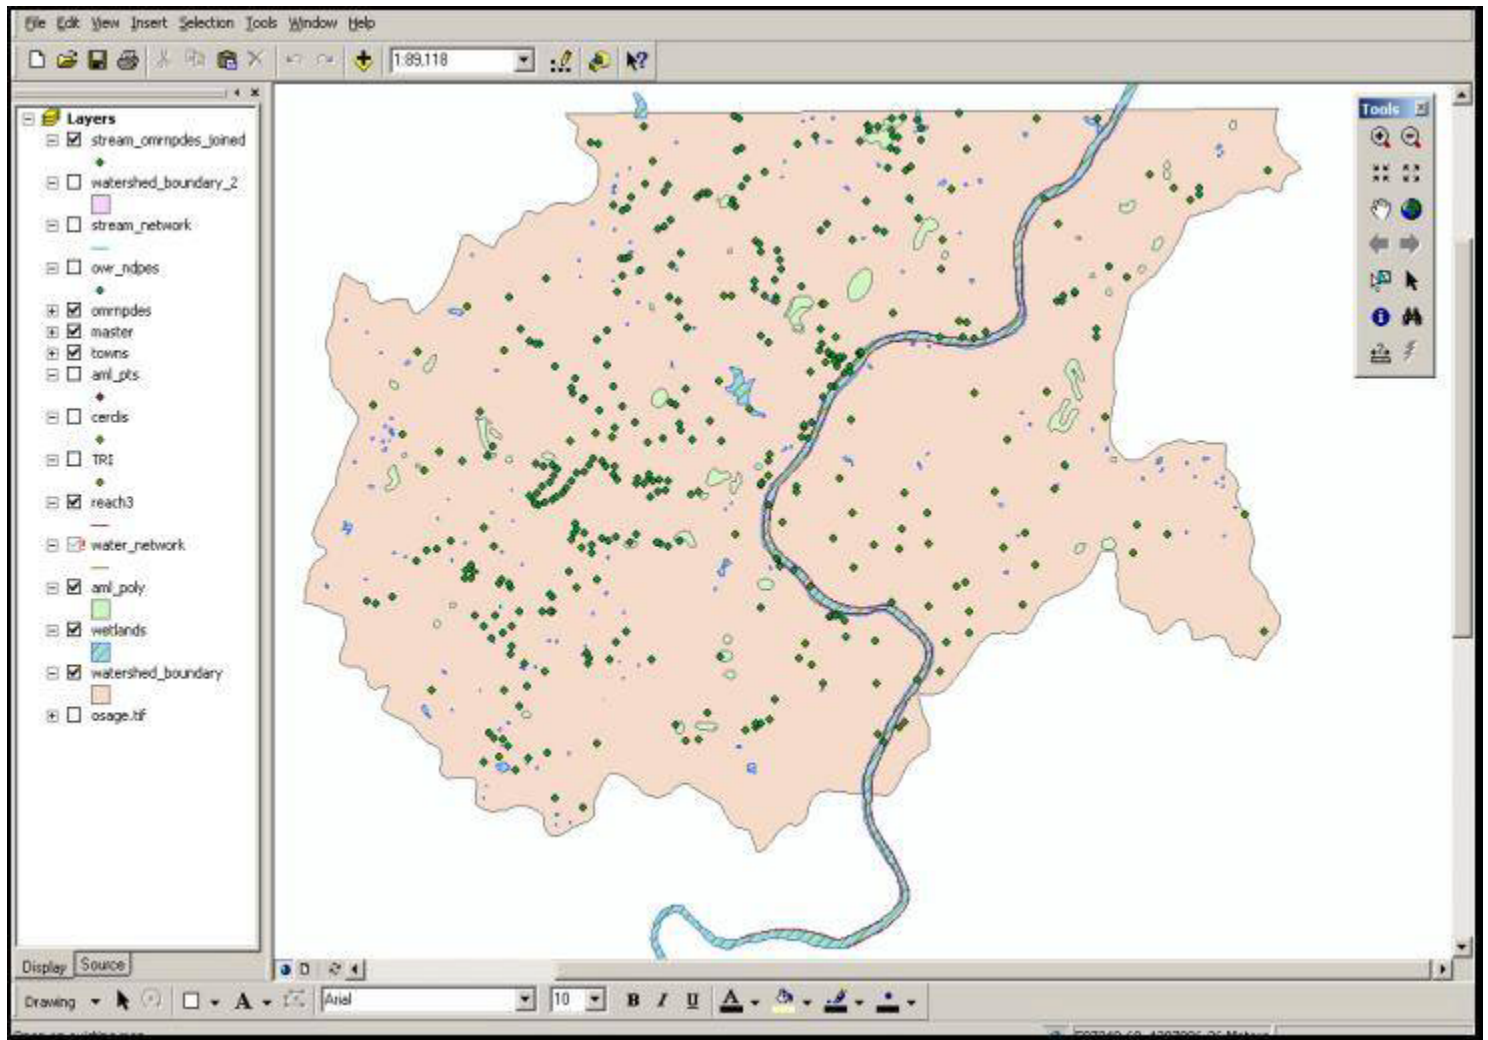 File Edit View Insert Selection Tools Window Help
1:89,118
Layers
stream_omrnpdes_joined
watershed_boundary_2
stream_network
owr_ndpes
omrnpdes
master
towns
aml_pts
cerclis
TRI
reach3
water_network
aml_poly
wetlands
watershed_boundary
osage.tif
Tools
Display Source
Drawing A Arial 10 B I U A